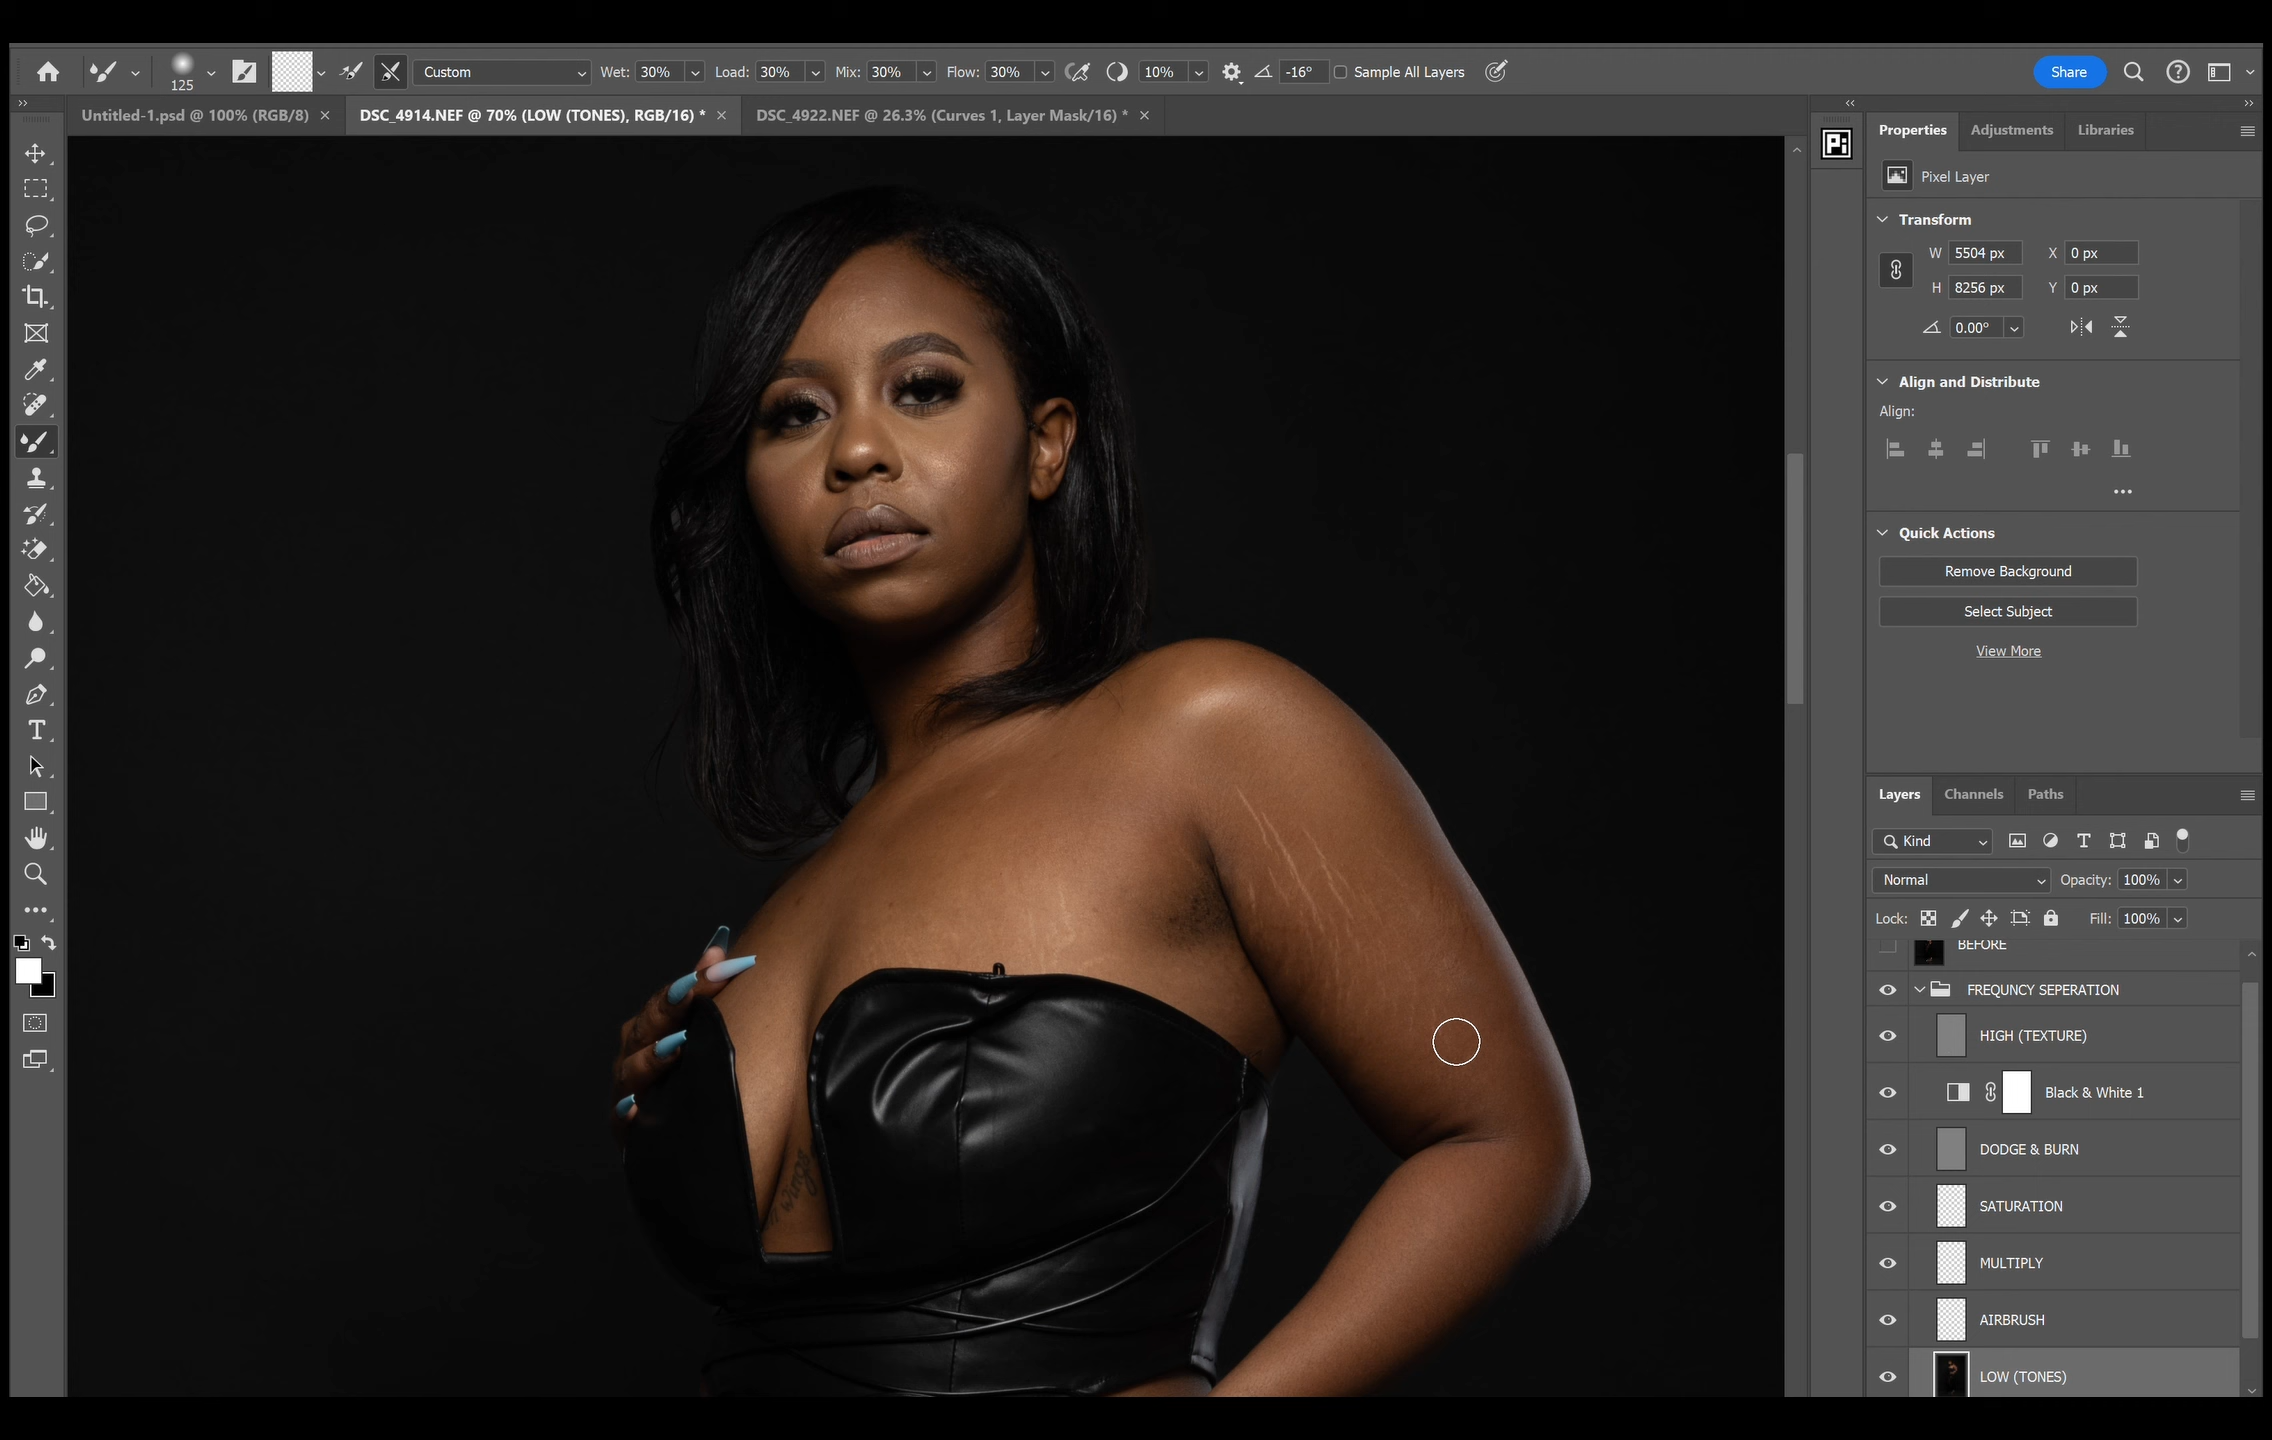 125
Custom
Wet: 30%
Load: 30%
Mix: 30%
Flow: 30%
10%
-16°
Sample All Layers
Share
Untitled-1.psd @ 100% (RGB/8)
DSC_4914.NEF @ 70% (LOW (TONES), RGB/16) *
DSC_4922.NEF @ 26.3% (Curves 1, Layer Mask/16) *
Pi
Properties
Adjustments
Libraries
Pixel Layer
Transform
W 5504 px X 0 px
H 8256 px Y 0 px
0.00°
Align and Distribute
Align:
Quick Actions
Remove Background
Select Subject
View More
Layers
Channels
Paths
Kind
Normal
Opacity: 100%
Lock:
Fill: 100%
BEFORE
FREQUNCY SEPERATION
HIGH (TEXTURE)
Black & White 1
DODGE & BURN
SATURATION
MULTIPLY
AIRBRUSH
LOW (TONES)
wings